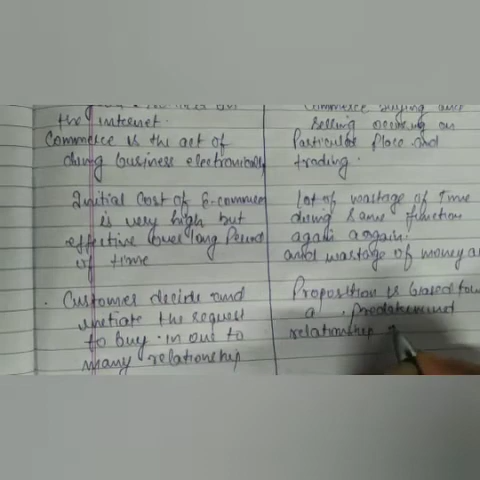 the internet.
Commerce is the act of
doing business electronically
Initial Cost of E-commerce
is very high but
effective over long Period
of time
. Customer decide and
initiate the request
to buy. in one to
many relationship
Commerce buying and
selling occuring on
Particular place and
trading.
Lot of wastage of Time
doing same function
again again.
and wastage of money a
Proposition is based
a
relationship